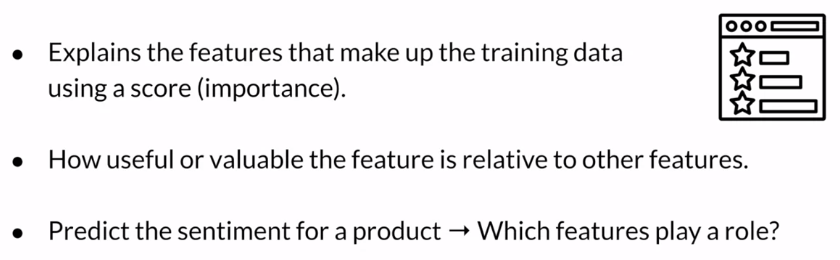 ● Explains the features that make up the training data
using a score (importance).
● How useful or valuable the feature is relative to other features.
● Predict the sentiment for a product → Which features play a role?